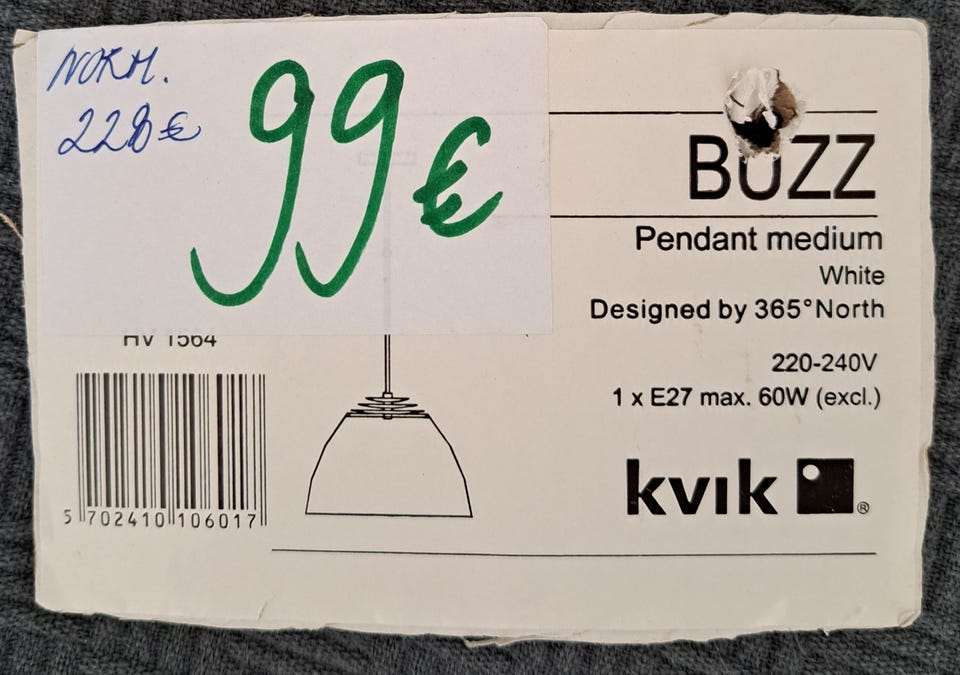 NORM.
228€
99€
BUZZ
Pendant medium
White
Designed by 365°North
220-240V
1 x E27 max. 60W (excl.)
HV 1564
5 702410 106017
kvik ®